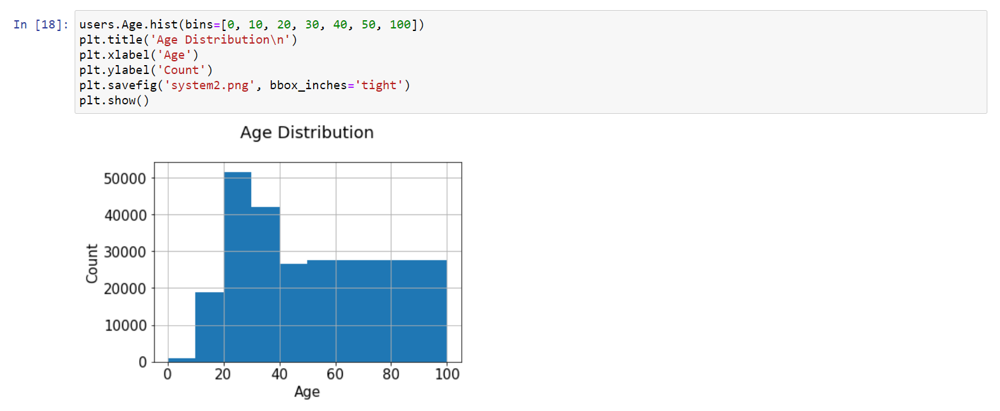 In [18]: users.Age.hist(bins=[0, 10, 20, 30, 40, 50, 100])
plt.title('Age Distribution\n')
plt.xlabel('Age')
plt.ylabel('Count')
plt.savefig('system2.png', bbox_inches='tight')
plt.show()
Age Distribution
50000
40000
30000
20000
10000
0
Count
0 20 40 60 80 100
Age